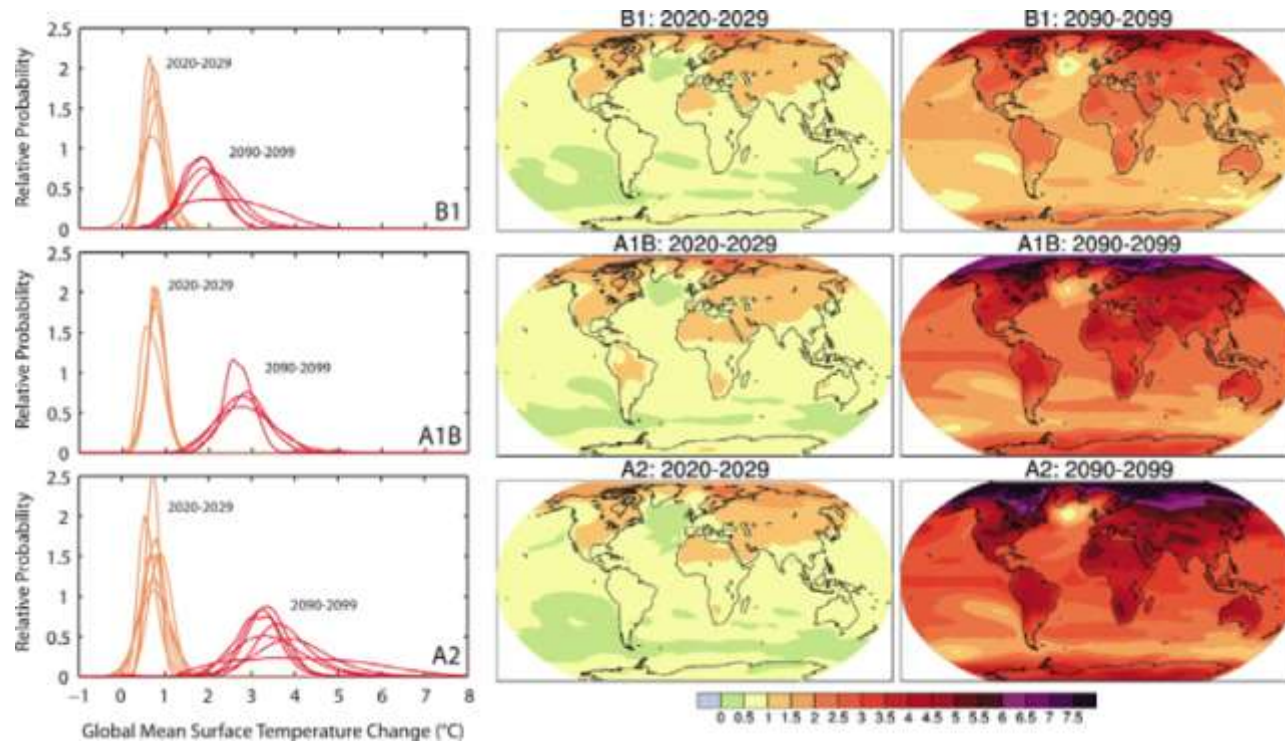 B1: 2020-2029
B1: 2090-2099
2.5
2
1.5
1
0.5
0
Relative Probability
2020-2029
2090-2099
B1
A1B: 2020-2029
A1B: 2090-2099
2.5
2
1.5
1
0.5
0
Relative Probability
2020-2029
2090-2099
A1B
A2: 2020-2029
A2: 2090-2099
2.5
2
1.5
1
0.5
0
Relative Probability
2020-2029
2090-2099
A2
−1 0 1 2 3 4 5 6 7 8
Global Mean Surface Temperature Change (°C)
0 0.5 1 1.5 2 2.5 3 3.5 4 4.5 5 5.5 6 6.5 7 7.5